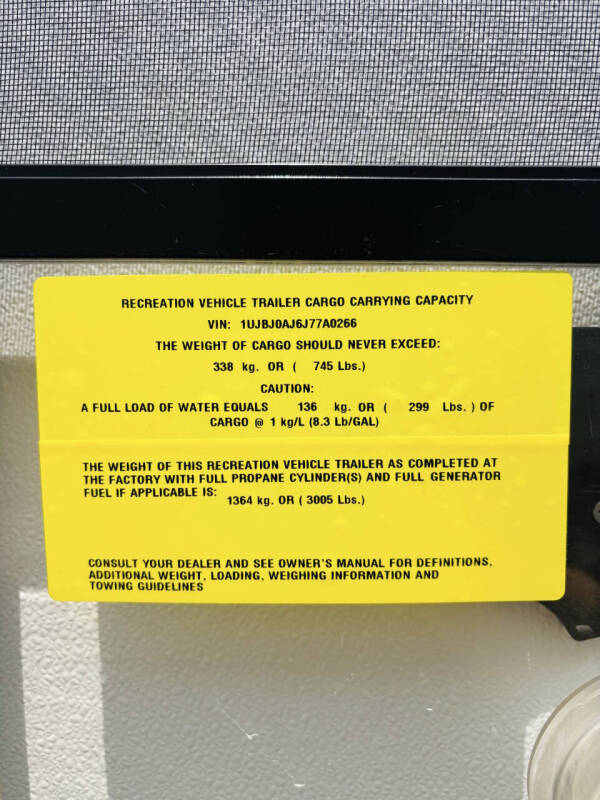 RECREATION VEHICLE TRAILER CARGO CARRYING CAPACITY
VIN: 1UJBJ0AJ6J77A0266
THE WEIGHT OF CARGO SHOULD NEVER EXCEED:
338 kg. OR ( 745 Lbs.)
CAUTION:
A FULL LOAD OF WATER EQUALS 136 kg. OR ( 299 Lbs. ) OF
CARGO @ 1 kg/L (8.3 Lb/GAL)
THE WEIGHT OF THIS RECREATION VEHICLE TRAILER AS COMPLETED AT
THE FACTORY WITH FULL PROPANE CYLINDER(S) AND FULL GENERATOR
FUEL IF APPLICABLE IS: 1364 kg. OR ( 3005 Lbs.)
CONSULT YOUR DEALER AND SEE OWNER'S MANUAL FOR DEFINITIONS,
ADDITIONAL WEIGHT, LOADING, WEIGHING INFORMATION AND
TOWING GUIDELINES